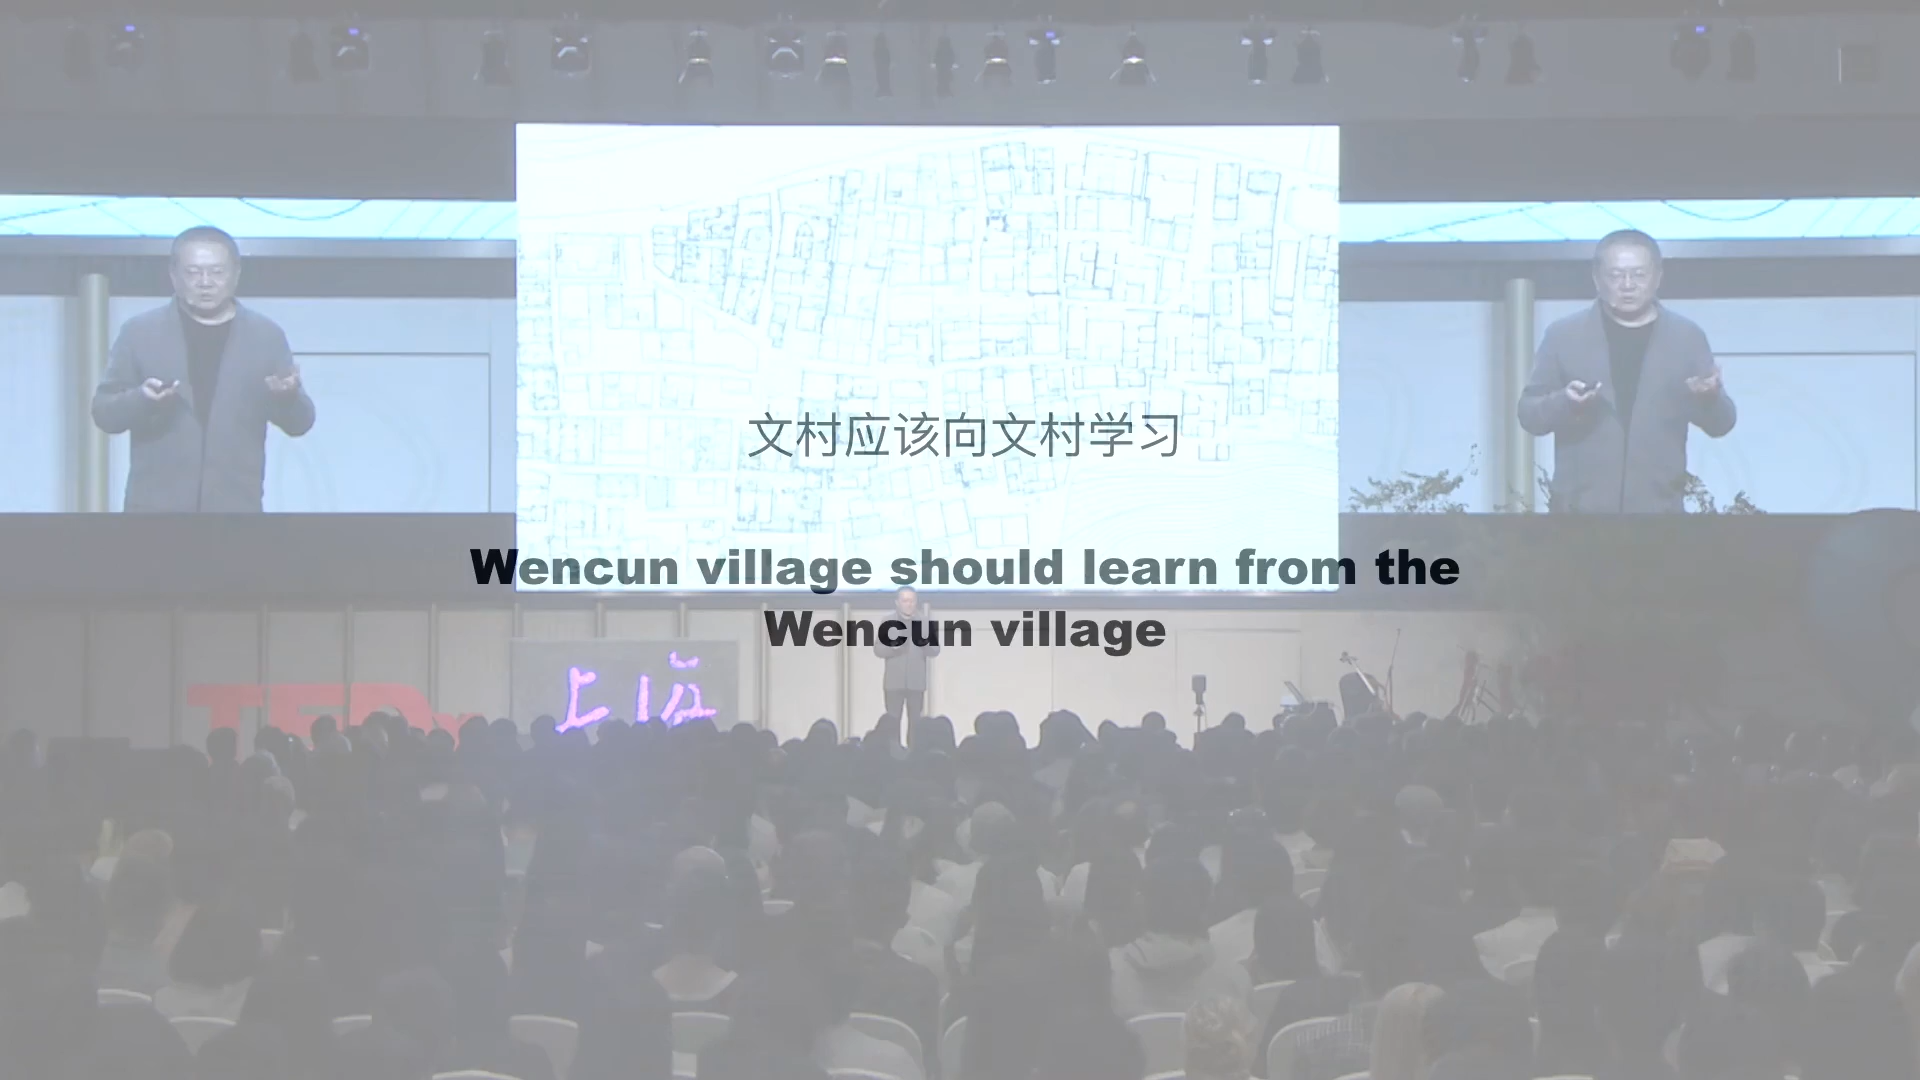 文村应该向文村学习
Wencun village should learn from the
Wencun village
TEDx
上海